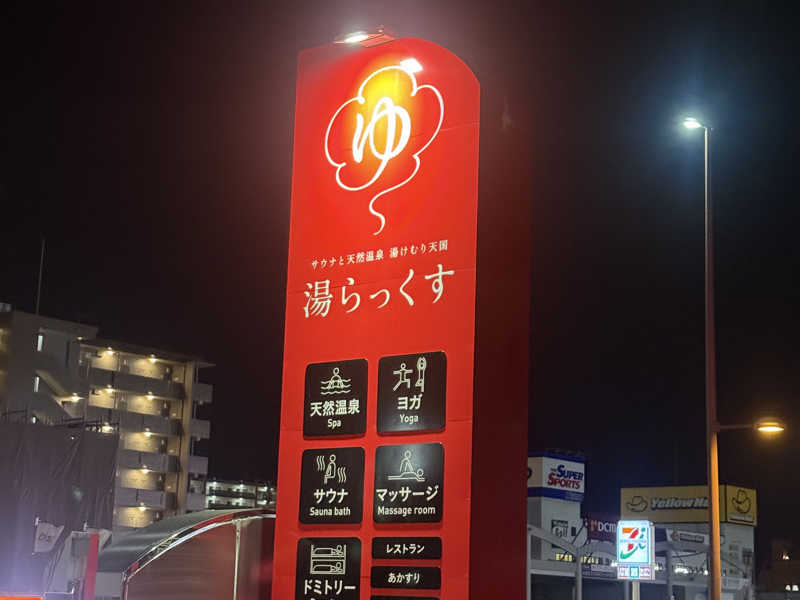 ゆ
サウナと天然温泉 湯けむり天国
湯らっくす
天然温泉
Spa
ヨガ
Yoga
サウナ
Sauna bath
マッサージ
Massage room
レストラン
ドミトリー
あかすり
SUPER
SPORTS
DCM
7